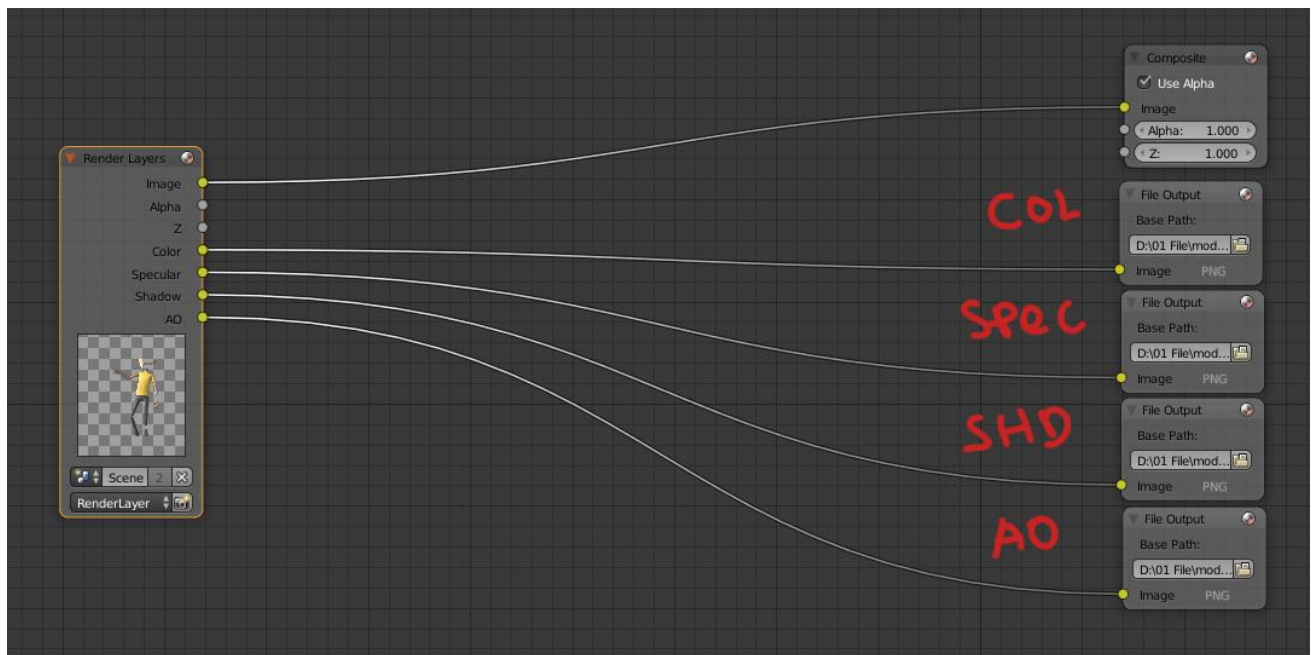 Render Layers
Image
Alpha
Z
Color
Specular
Shadow
AO
Scene 2
RenderLayer
Composite
Use Alpha
Image
Alpha: 1.000
Z: 1.000
COL
File Output
Base Path:
D:\01 File\mod...
Image PNG
SPEC
File Output
Base Path:
D:\01 File\mod...
Image PNG
SHD
File Output
Base Path:
D:\01 File\mod...
Image PNG
AO
File Output
Base Path:
D:\01 File\mod...
Image PNG